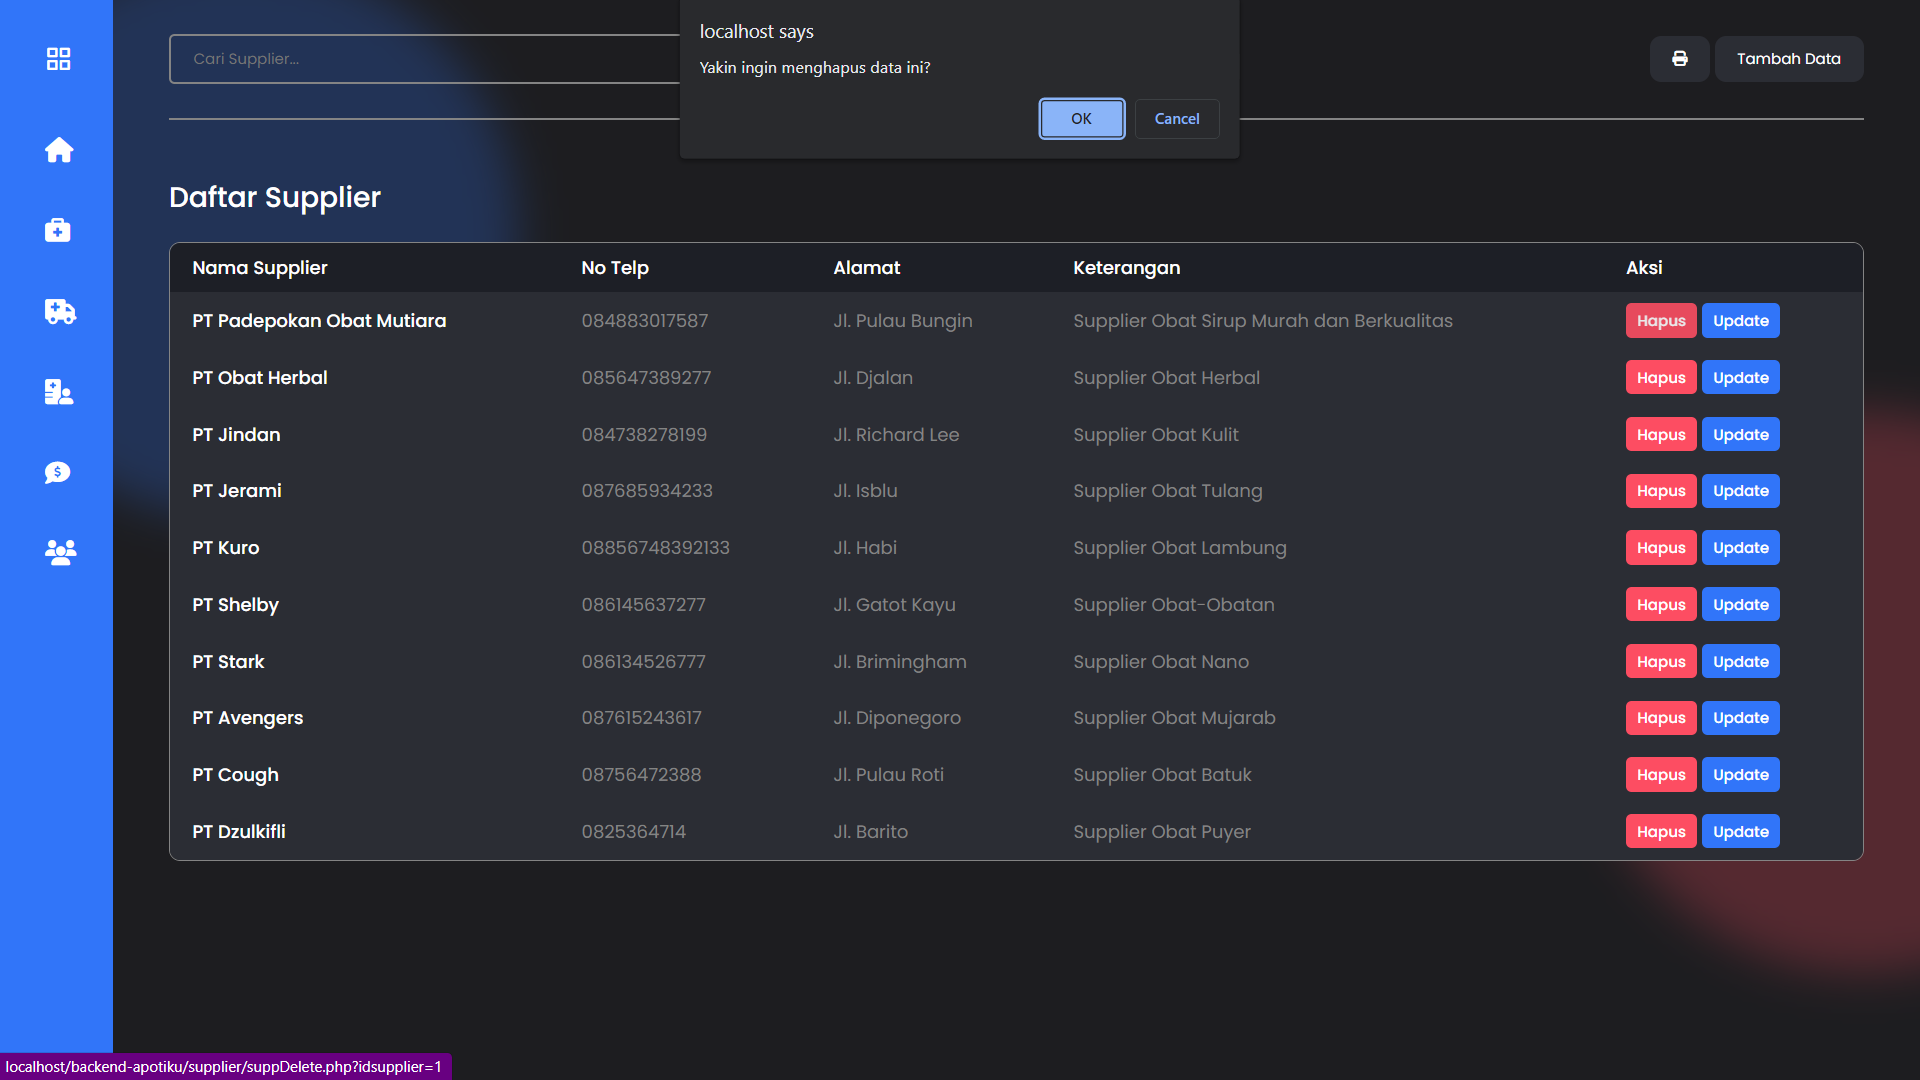 localhost says
Yakin ingin menghapus data ini?
OK Cancel
Cari Supplier...
Tambah Data
Daftar Supplier
Nama Supplier No Telp Alamat Keterangan Aksi
PT Padepokan Obat Mutiara 084883017587 Jl. Pulau Bungin Supplier Obat Sirup Murah dan Berkualitas Hapus Update
PT Obat Herbal 085647389277 Jl. Djalan Supplier Obat Herbal Hapus Update
PT Jindan 084738278199 Jl. Richard Lee Supplier Obat Kulit Hapus Update
PT Jerami 087685934233 Jl. Isblu Supplier Obat Tulang Hapus Update
PT Kuro 08856748392133 Jl. Habi Supplier Obat Lambung Hapus Update
PT Shelby 086145637277 Jl. Gatot Kayu Supplier Obat-Obatan Hapus Update
PT Stark 086134526777 Jl. Brimingham Supplier Obat Nano Hapus Update
PT Avengers 087615243617 Jl. Diponegoro Supplier Obat Mujarab Hapus Update
PT Cough 08756472388 Jl. Pulau Roti Supplier Obat Batuk Hapus Update
PT Dzulkifli 0825364714 Jl. Barito Supplier Obat Puyer Hapus Update
localhost/backend-apotiku/supplier/suppDelete.php?idsupplier=1